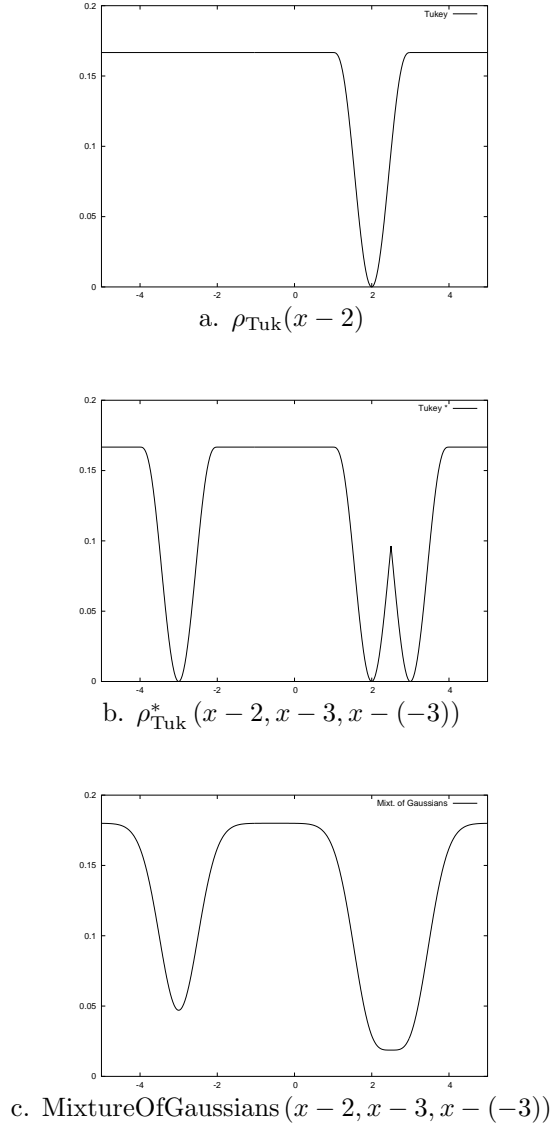 0.2
Tukey
0.15
0.1
0.05
0
-4 -2 0 2 4
a. ρ_Tuk(x − 2)
0.2
Tukey *
0.15
0.1
0.05
0
-4 -2 0 2 4
b. ρ*_Tuk (x − 2, x − 3, x − (−3))
0.2
Mixt. of Gaussians
0.15
0.1
0.05
0
-4 -2 0 2 4
c. MixtureOfGaussians (x − 2, x − 3, x − (−3))